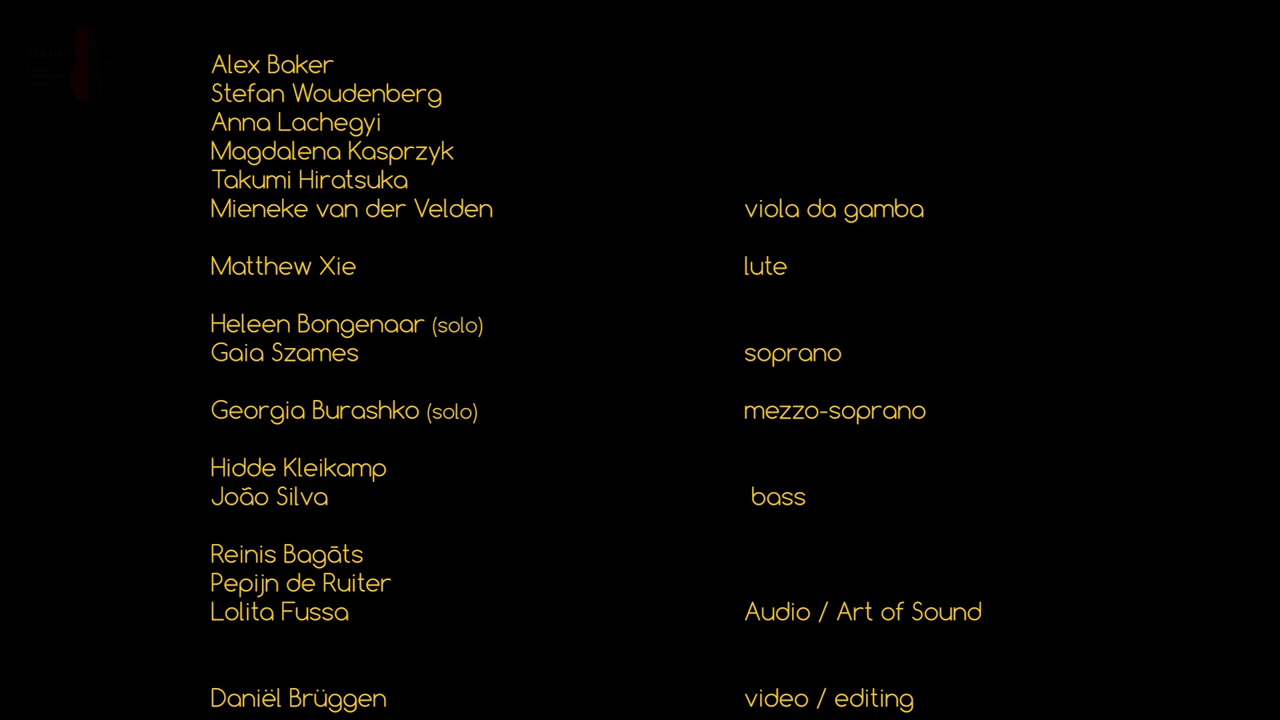 Alex Baker
Stefan Woudenberg
Anna Lachegyi
Magdalena Kasprzyk
Takumi Hiratsuka
Mieneke van der Velden viola da gamba
Matthew Xie lute
Heleen Bongenaar (solo)
Gaia Szames soprano
Georgia Burashko (solo) mezzo-soprano
Hidde Kleikamp
João Silva bass
Reinis Bagāts
Pepijn de Ruiter
Lolita Fussa Audio / Art of Sound
Daniël Brüggen video / editing